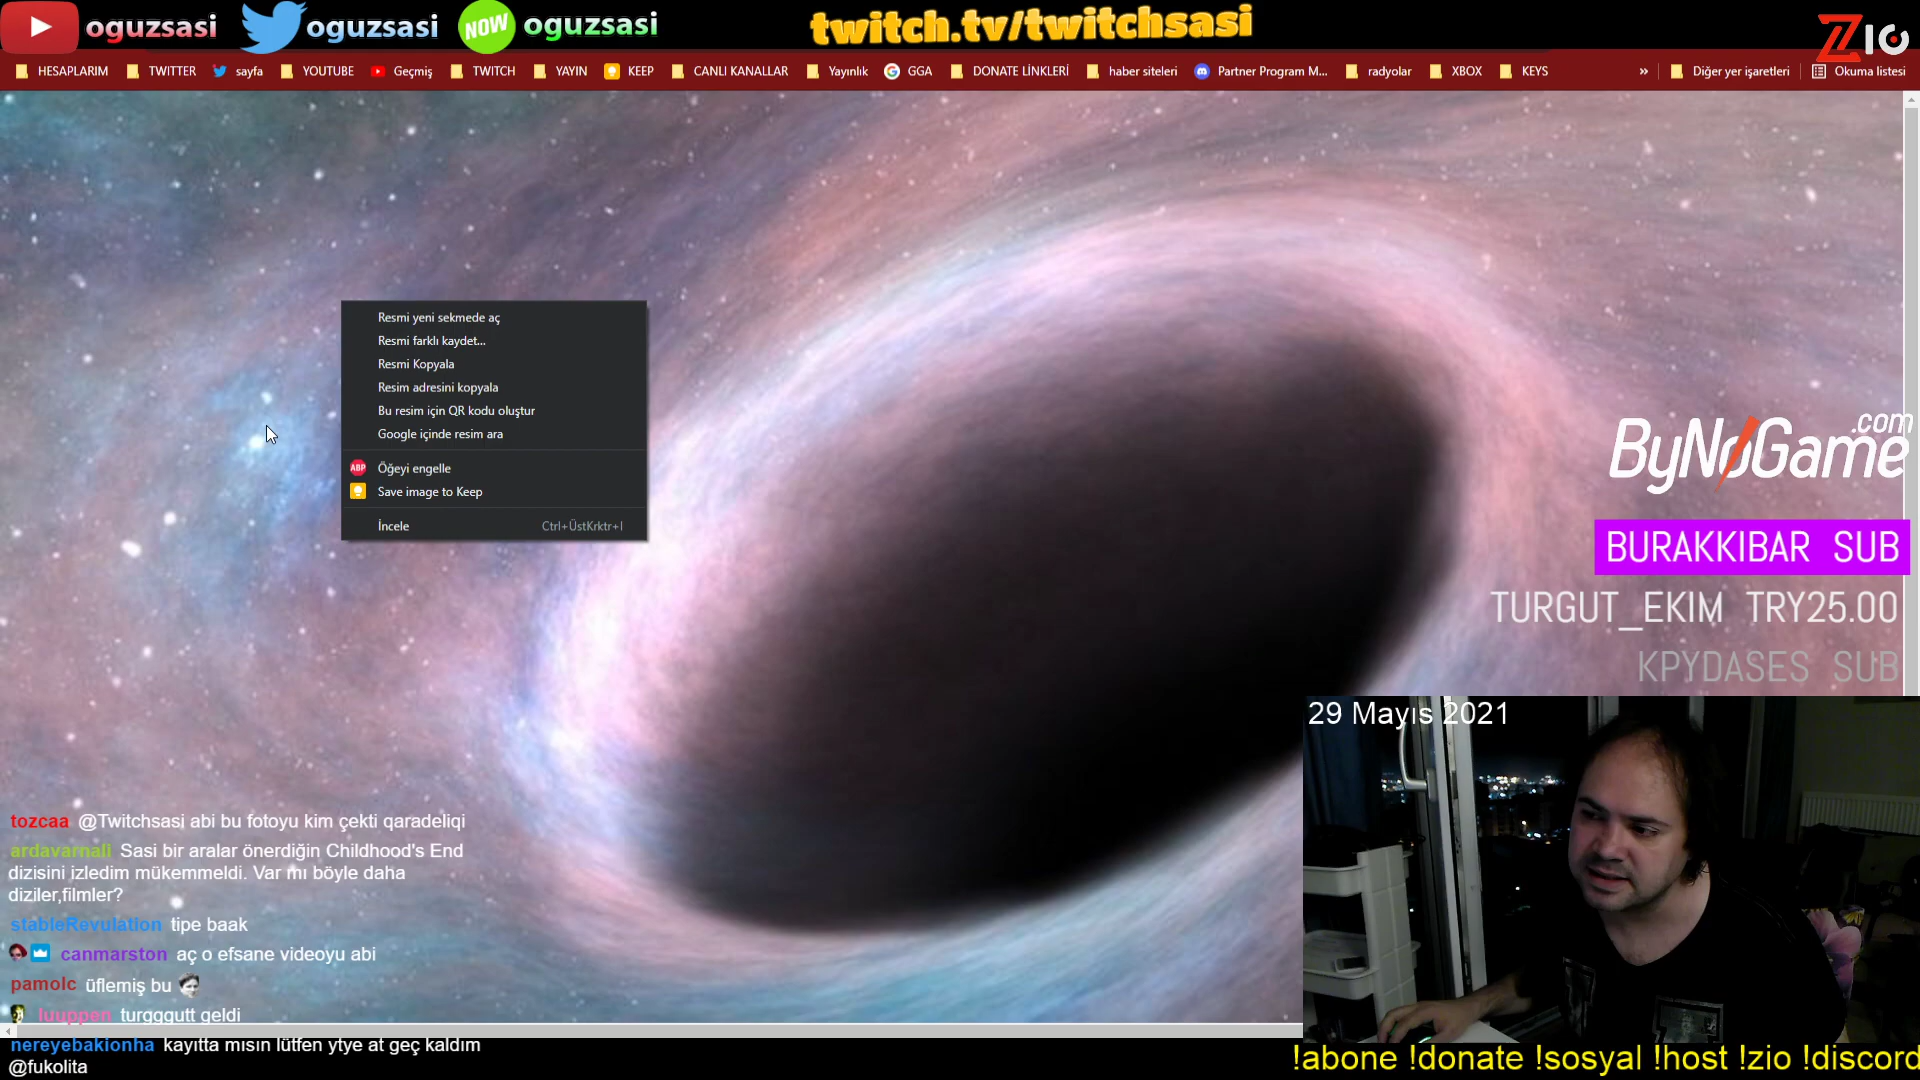 oguzsasi
oguzsasi
NOW
oguzsasi
twitch.tv/twitchsasi
ZIO
HESAPLARIM
TWITTER
sayfa
YOUTUBE
Geçmiş
TWITCH
YAYIN
KEEP
CANLI KANALLAR
Yayınlık
GGA
DONATE LİNKLERİ
haber siteleri
Partner Program M...
radyolar
XBOX
KEYS
»
Diğer yer işaretleri
Okuma listesi
Resmi yeni sekmede aç
Resmi farklı kaydet...
Resmi Kopyala
Resim adresini kopyala
Bu resim için QR kodu oluştur
Google içinde resim ara
ABP Öğeyi engelle
Save image to Keep
İncele Ctrl+ÜstKrktr+I
ByNoGame.com
BURAKKIBAR SUB
TURGUT_EKIM TRY25.00
KPYDASES SUB
29 Mayıs 2021
tozcaa @Twitchsasi abi bu fotoyu kim çekti qaradeliqi
ardavarnall Sasi bir aralar önerdiğin Childhood's End
dizisini izledim mükemmeldi. Var mı böyle daha
diziler,filmler?
stableRevulation tipe baak
canmarston aç o efsane videoyu abi
pamolc üflemiş bu
luuppen turgggutt geldi
nereyebakionha kayıtta mısın lütfen ytye at geç kaldım
@fukolita
!abone !donate !sosyal !host !zio !discord